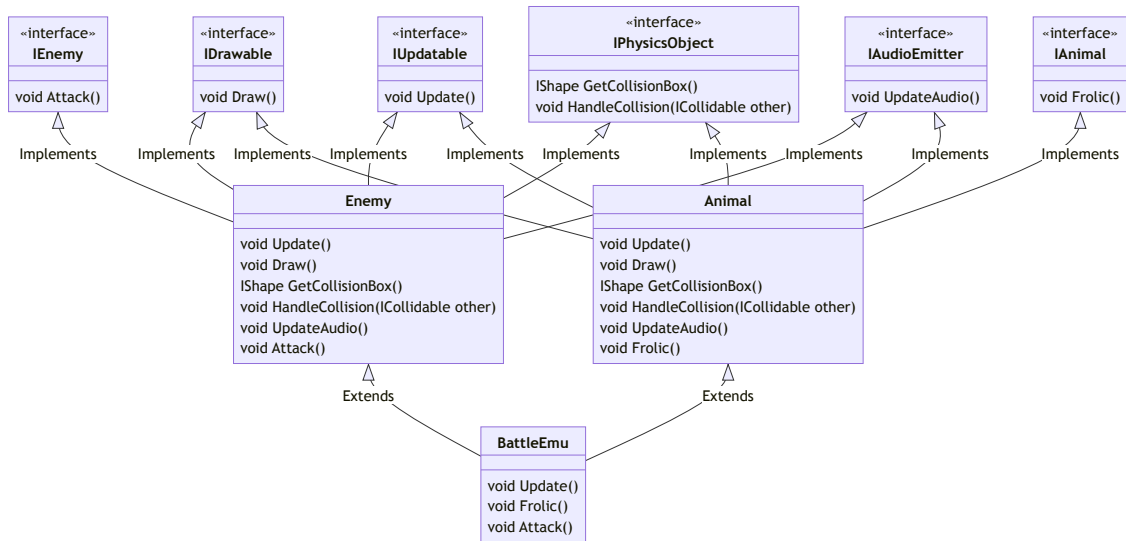 «interface»
IEnemy
void Attack()
«interface»
IDrawable
void Draw()
«interface»
IUpdatable
void Update()
«interface»
IPhysicsObject
IShape GetCollisionBox()
void HandleCollision(ICollidable other)
«interface»
IAudioEmitter
void UpdateAudio()
«interface»
IAnimal
void Frolic()
Implements
Implements
Implements
Implements
Implements
Implements
Implements
Implements
Implements
Implements
Enemy
void Update()
void Draw()
IShape GetCollisionBox()
void HandleCollision(ICollidable other)
void UpdateAudio()
void Attack()
Animal
void Update()
void Draw()
IShape GetCollisionBox()
void HandleCollision(ICollidable other)
void UpdateAudio()
void Frolic()
Extends
Extends
BattleEmu
void Update()
void Frolic()
void Attack()